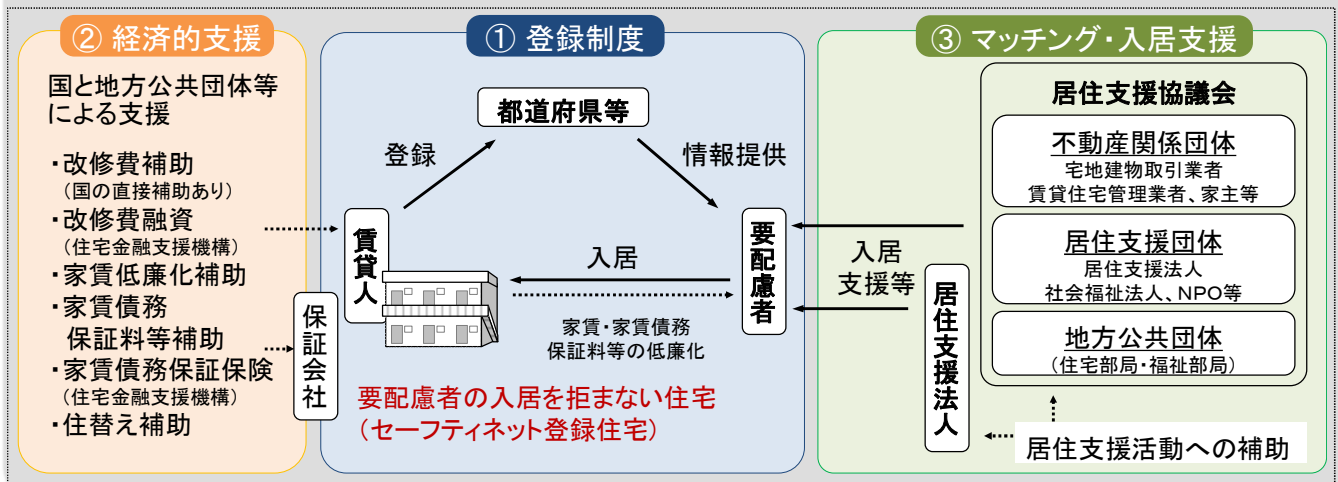 ② 経済的支援
国と地方公共団体等
による支援
・改修費補助
（国の直接補助あり）
・改修費融資
（住宅金融支援機構）
・家賃低廉化補助
・家賃債務
保証料等補助
・家賃債務保証保険
（住宅金融支援機構）
・住替え補助
保証会社
① 登録制度
都道府県等
登録
情報提供
賃貸人
要配慮者
入居
家賃・家賃債務
保証料等の低廉化
要配慮者の入居を拒まない住宅
（セーフティネット登録住宅）
③ マッチング・入居支援
居住支援協議会
不動産関係団体
宅地建物取引業者
賃貸住宅管理業者、家主等
居住支援団体
居住支援法人
社会福祉法人、NPO等
地方公共団体
（住宅部局・福祉部局）
入居
支援等
居住支援法人
居住支援活動への補助